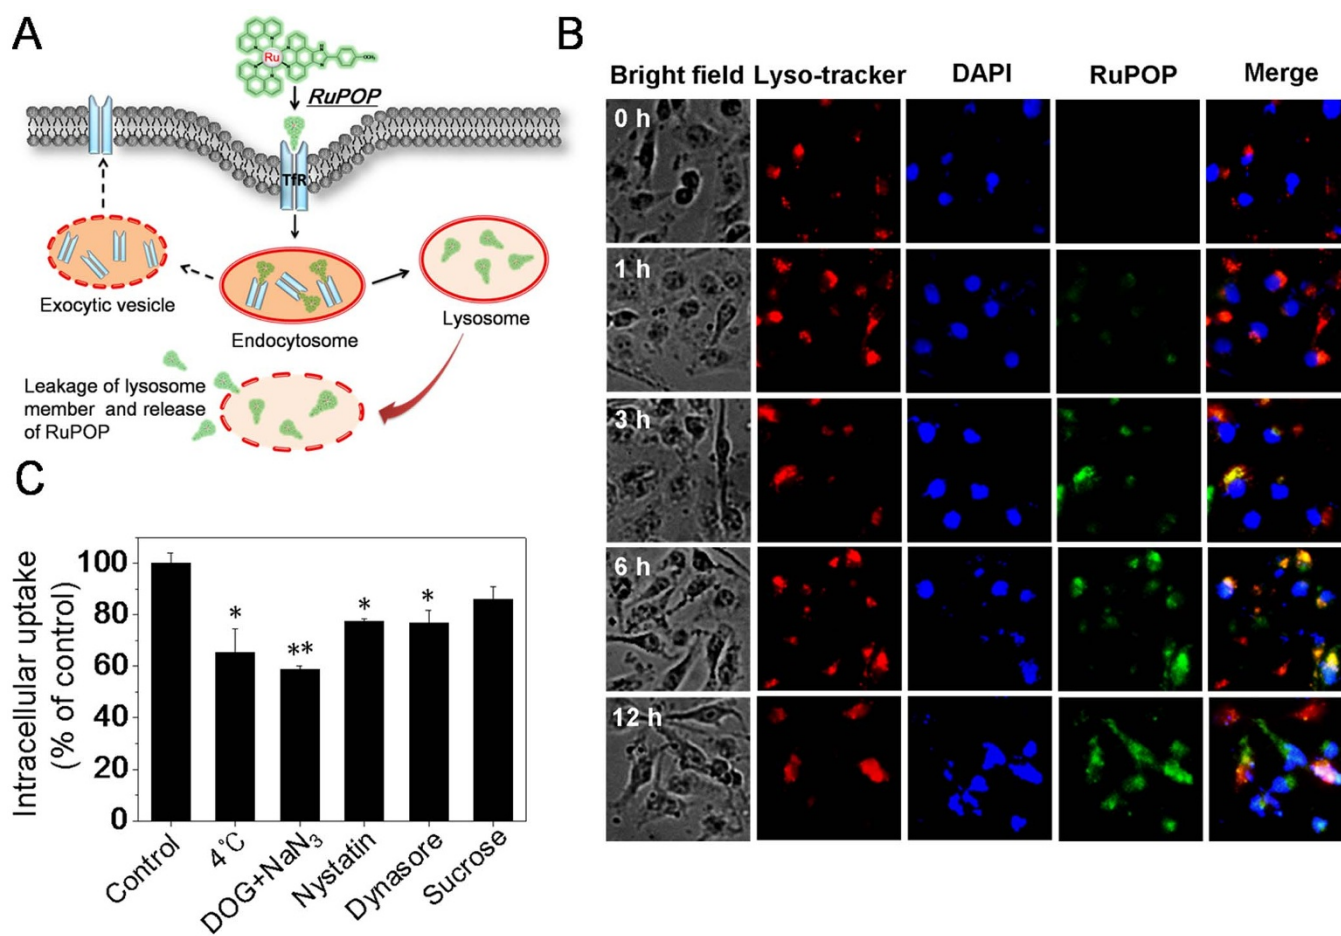 A
Ru
OCH₃
RuPOP
TfR
Exocytic vesicle
Endocytosome
Lysosome
Leakage of lysosome
member and release
of RuPOP
B
Bright field Lyso-tracker DAPI RuPOP Merge
0 h
1 h
3 h
6 h
12 h
C
Intracellular uptake
(% of control)
100
80
60
40
20
0
*
**
*
*
Control
4℃
DOG+NaN₃
Nystatin
Dynasore
Sucrose